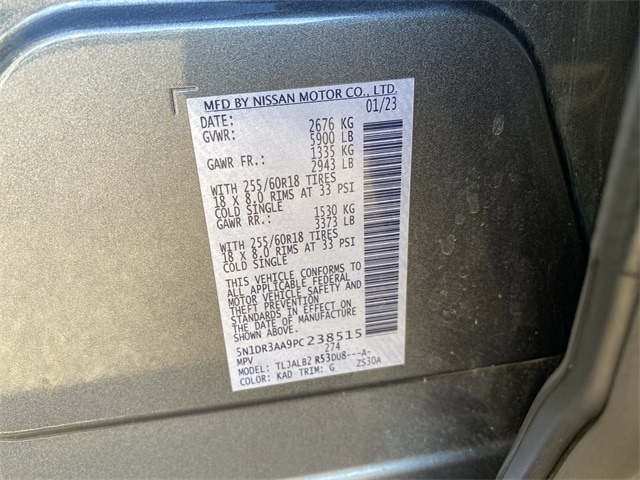 MFD BY NISSAN MOTOR CO., LTD.
DATE: 01/23
GVWR: 2676 KG
5900 LB
GAWR FR.: 1335 KG
2943 LB
WITH 255/60R18 TIRES
18 X 8.0 RIMS AT 33 PSI
COLD SINGLE
GAWR RR.: 1530 KG
3373 LB
WITH 255/60R18 TIRES
18 X 8.0 RIMS AT 33 PSI
COLD SINGLE
THIS VEHICLE CONFORMS TO
ALL APPLICABLE FEDERAL
MOTOR VEHICLE SAFETY AND
THEFT PREVENTION
STANDARDS IN EFFECT ON
THE DATE OF MANUFACTURE
SHOWN ABOVE.
5N1DR3AA9PC238515
MPV 274
MODEL: TLJALB2 R53DU8---A-
COLOR: KAD TRIM: G ZS30A